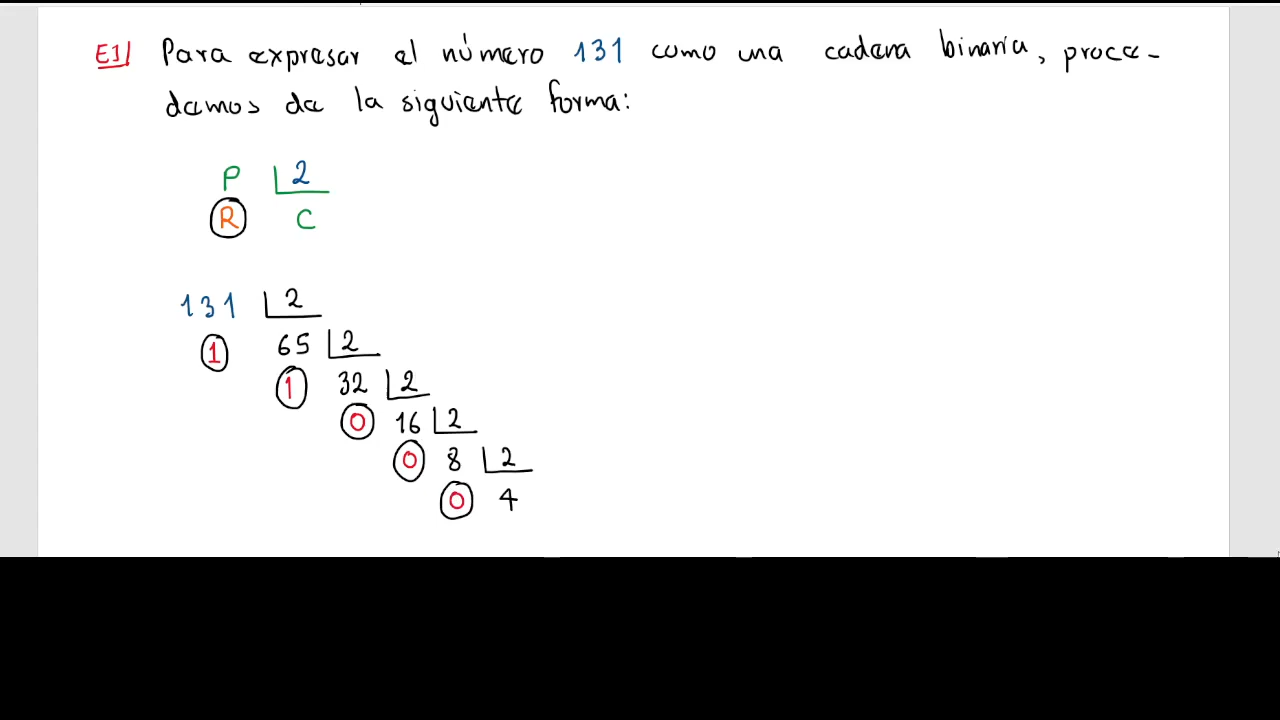 E1/ Para expresar el número 131 como una cadena binaria, proce-
damos de la siguiente forma:
P 2
R C
131 2
1 65 2
1 32 2
0 16 2
0 8 2
0 4